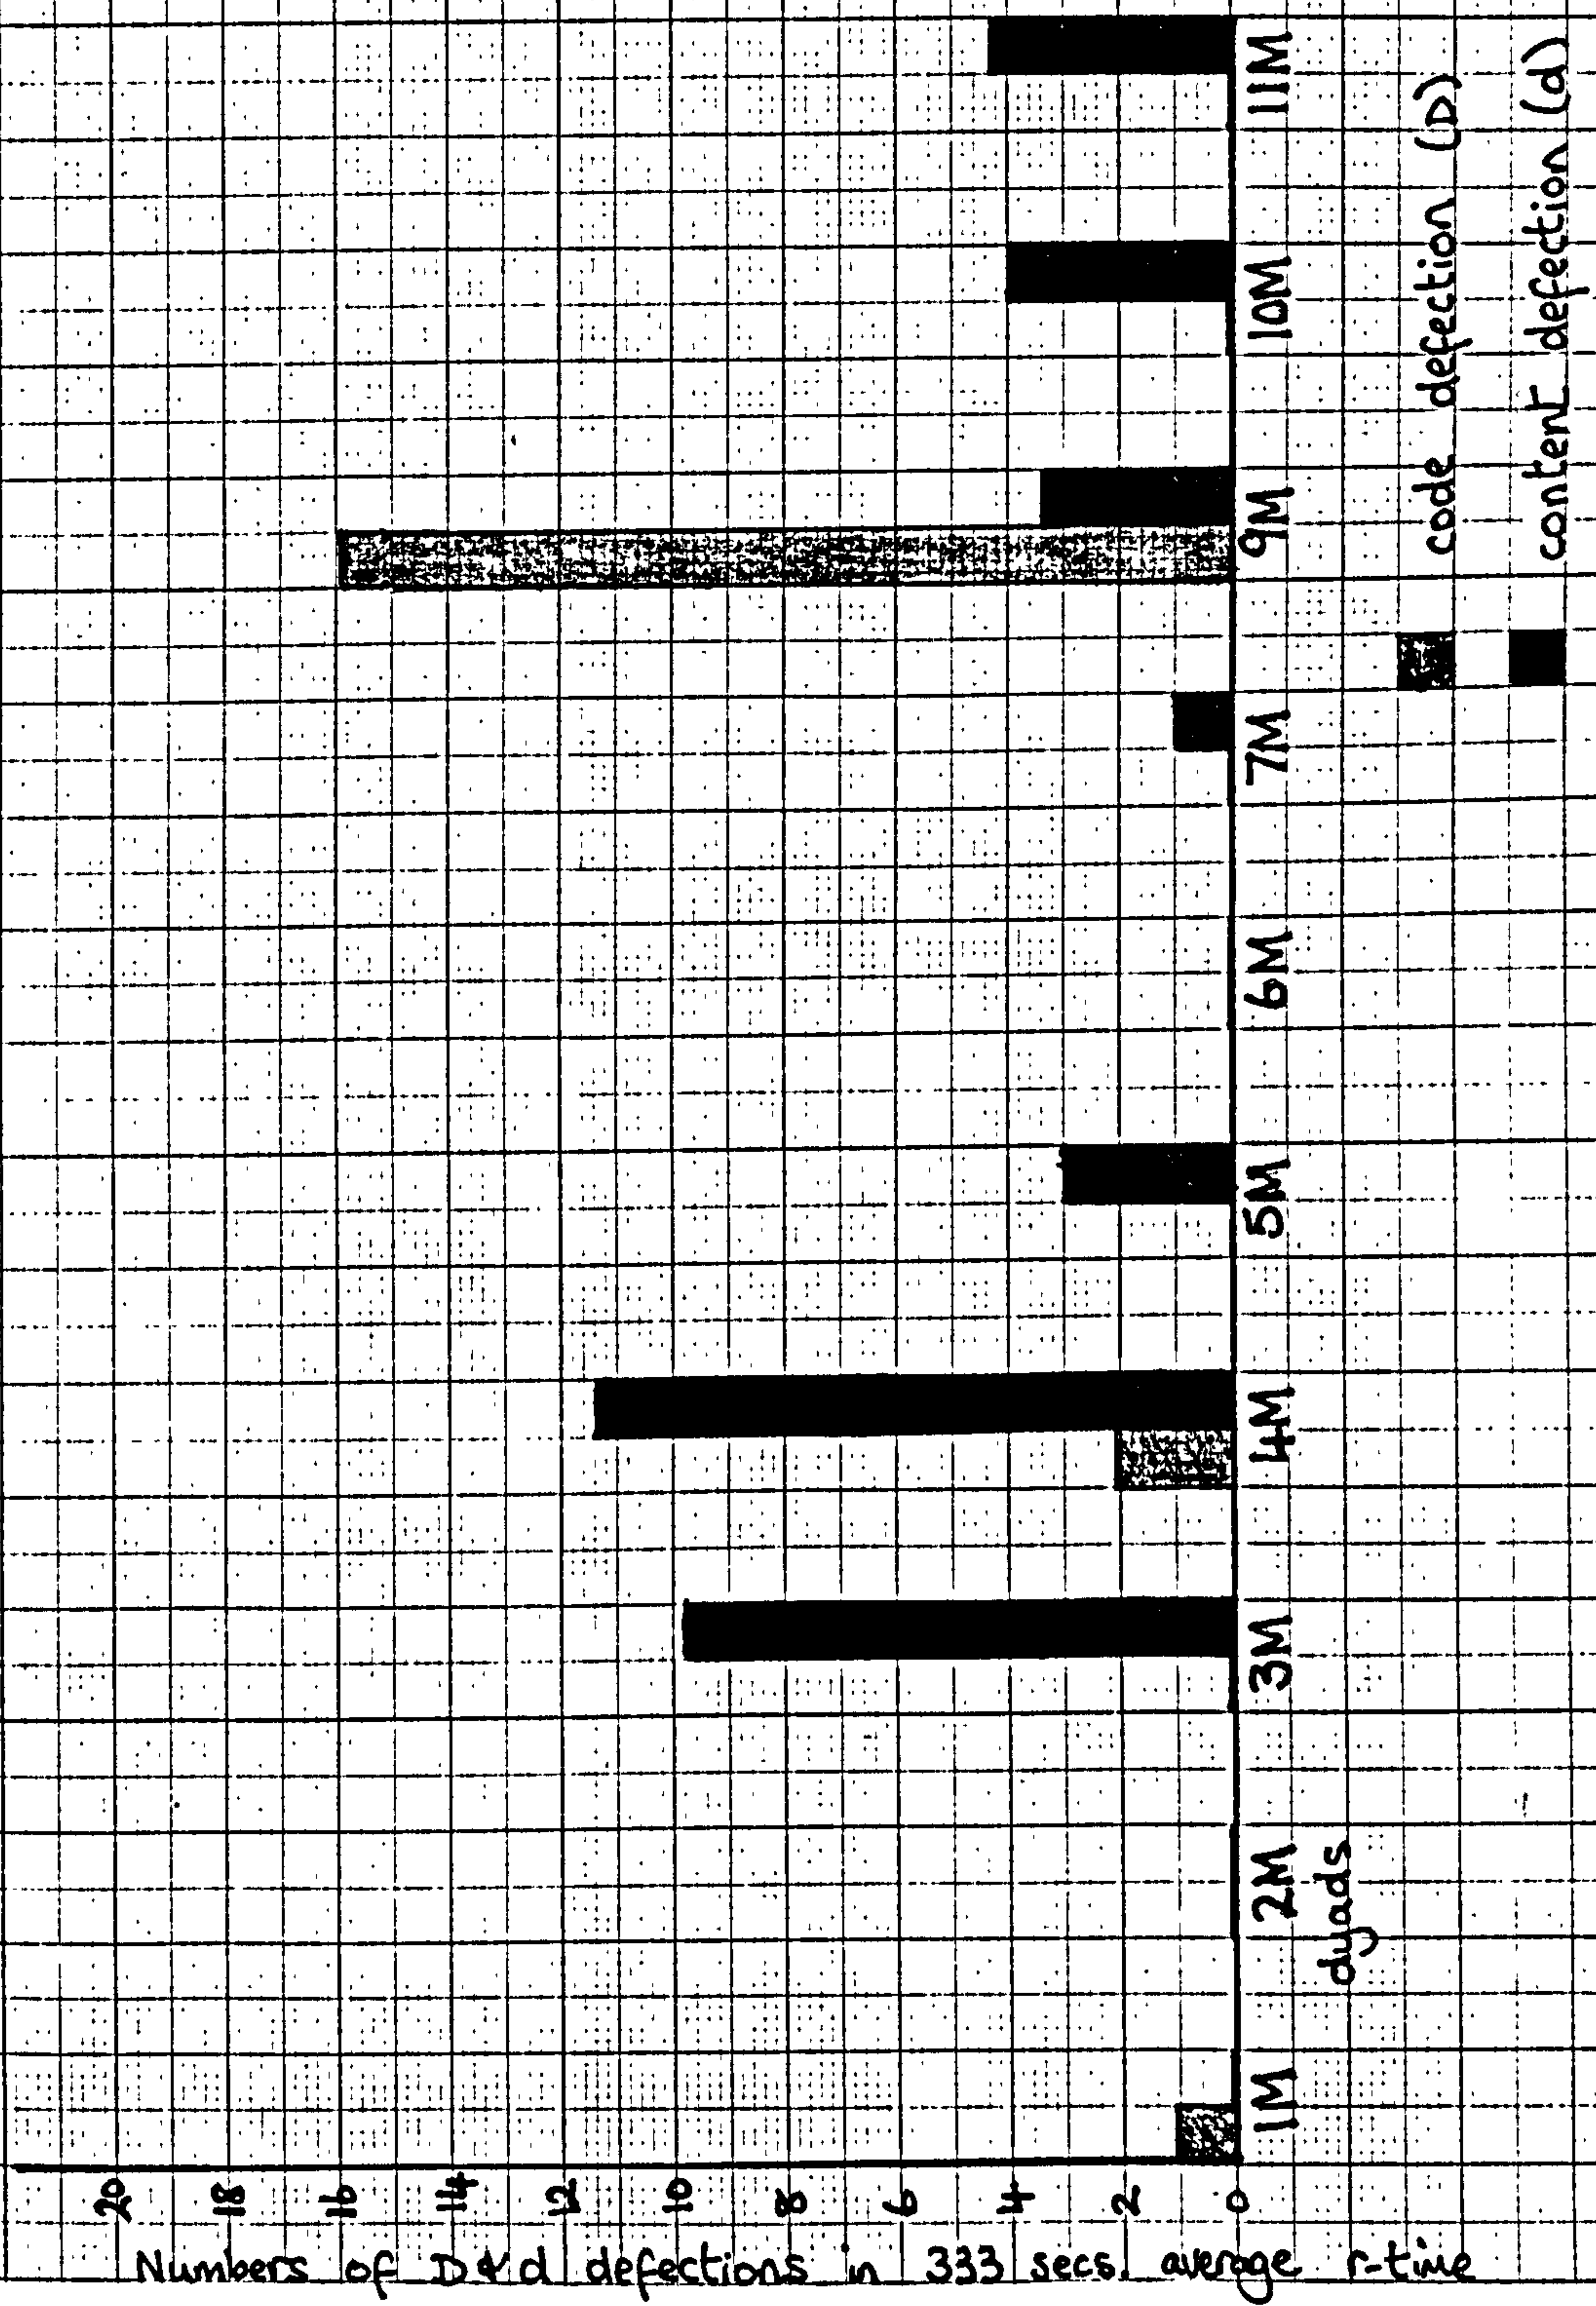 Numbers of D & d defections in 333 secs. average r-time
20
18
16
14
12
10
8
6
4
2
0
1M 2M 3M 4M 5M 6M 7M 9M 10M 11M
dyads
code defection (D)
content defection (d)